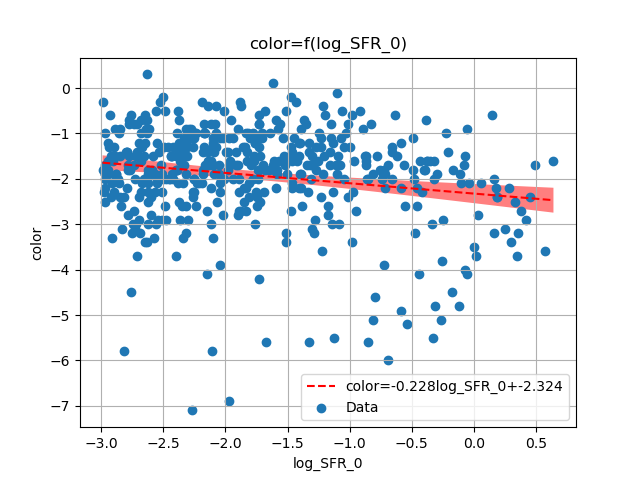 color=f(log_SFR_0)
color
0
−1
−2
−3
−4
−5
−6
−7
−3.0 −2.5 −2.0 −1.5 −1.0 −0.5 0.0 0.5
log_SFR_0
color=-0.228log_SFR_0+-2.324
Data